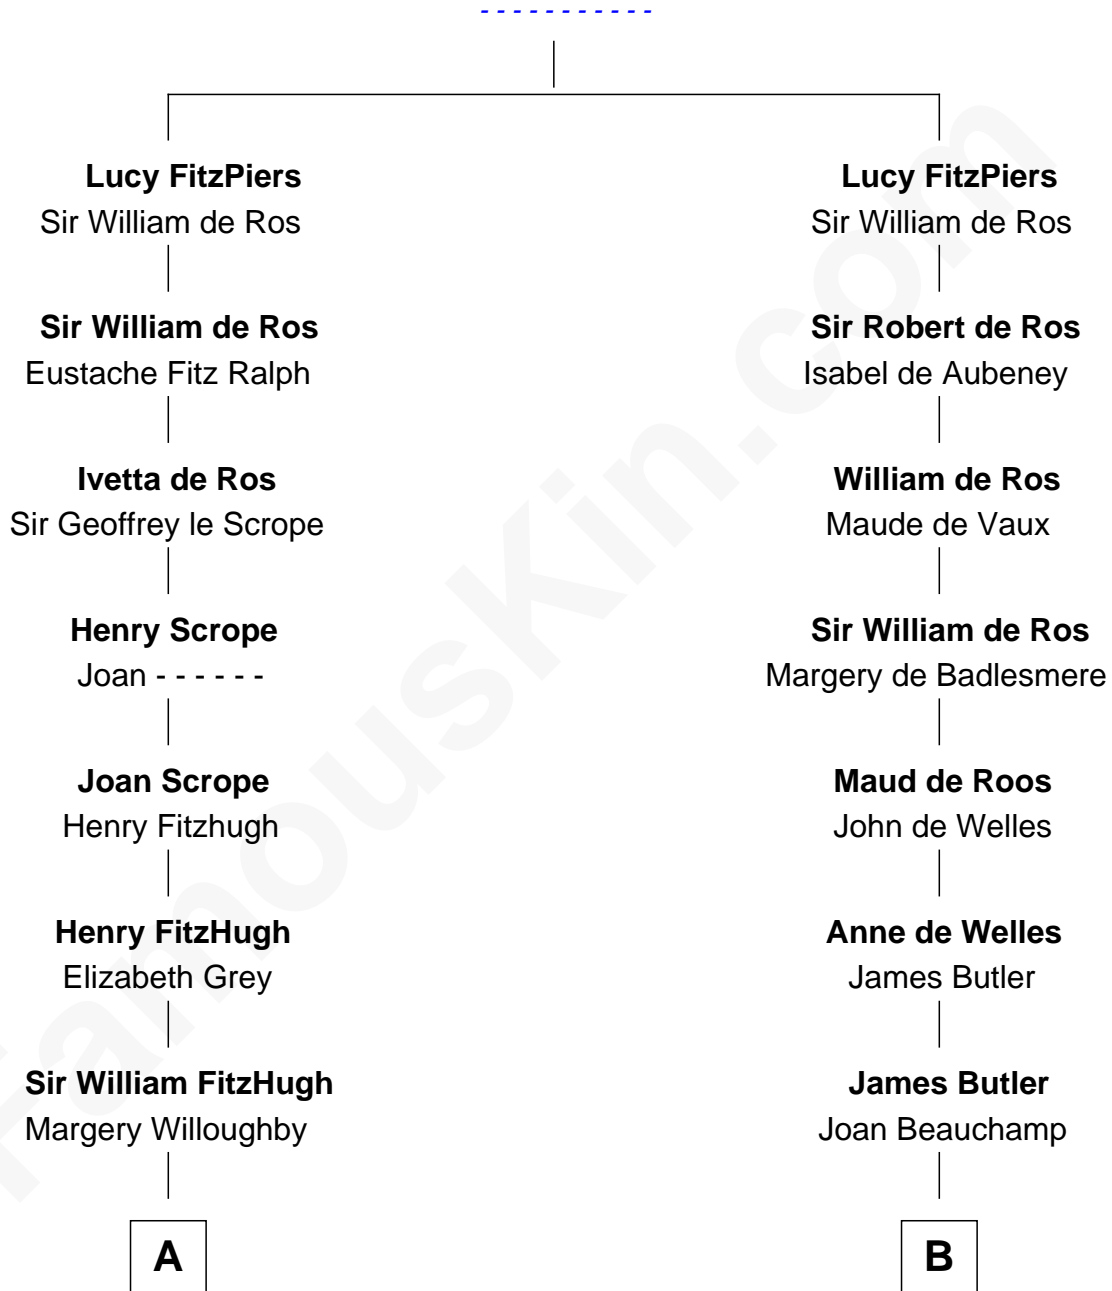 - - - - - - - - - - -
Lucy FitzPiers
Sir William de Ros
Sir William de Ros
Eustache Fitz Ralph
Ivetta de Ros
Sir Geoffrey le Scrope
Henry Scrope
Joan - - - - - -
Joan Scrope
Henry Fitzhugh
Henry FitzHugh
Elizabeth Grey
Sir William FitzHugh
Margery Willoughby
A
Lucy FitzPiers
Sir William de Ros
Sir Robert de Ros
Isabel de Aubeney
William de Ros
Maude de Vaux
Sir William de Ros
Margery de Badlesmere
Maud de Roos
John de Welles
Anne de Welles
James Butler
James Butler
Joan Beauchamp
B
FamousKin.com